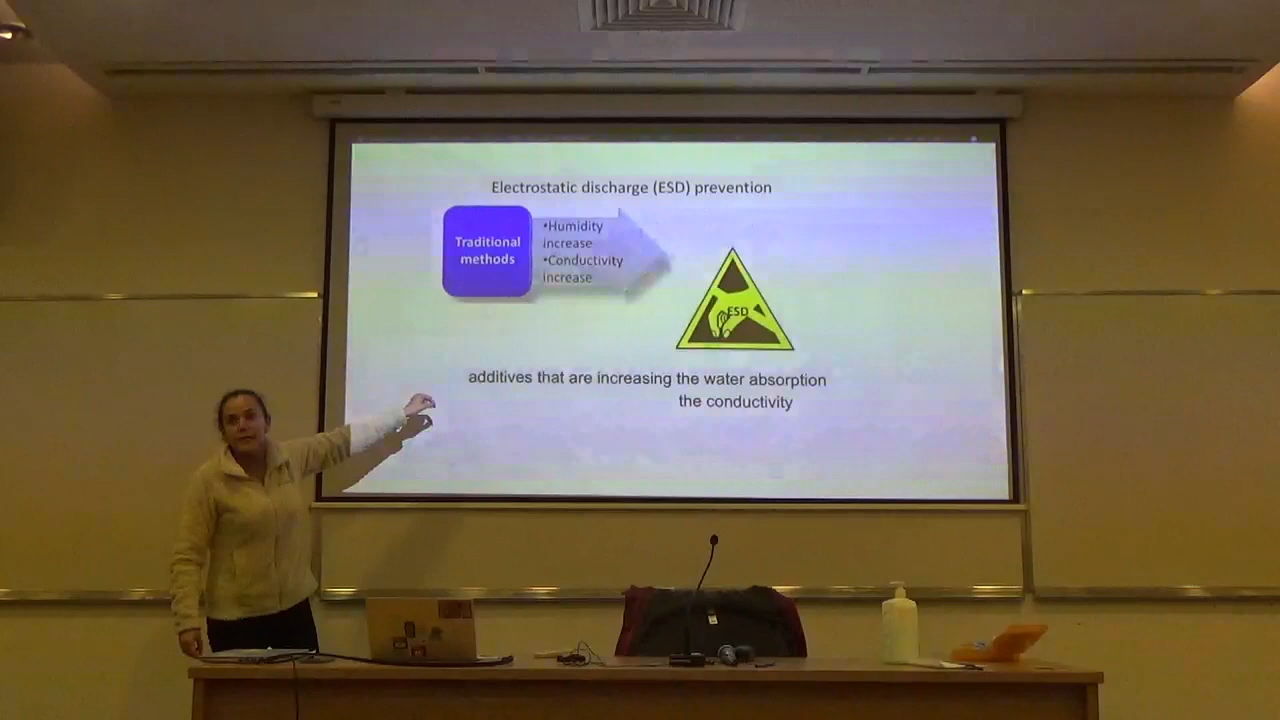 Electrostatic discharge (ESD) prevention
Traditional
methods
•Humidity
increase
•Conductivity
increase
ESD
additives that are increasing the water absorption
the conductivity